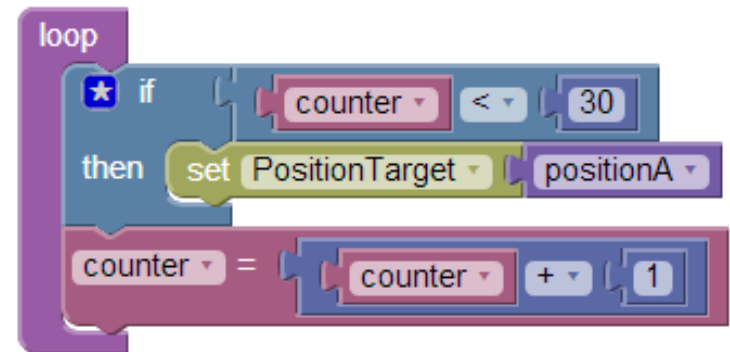 loop
if counter < 30
then set PositionTarget positionA
counter = counter + 1